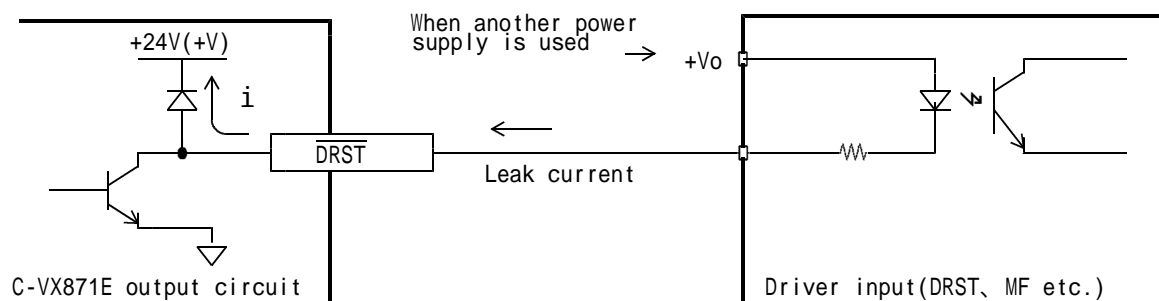 When another power
supply is used
+24V(+V)
+Vo
i
DRST
Leak current
C-VX871E output circuit
Driver input(DRST、MF etc.)